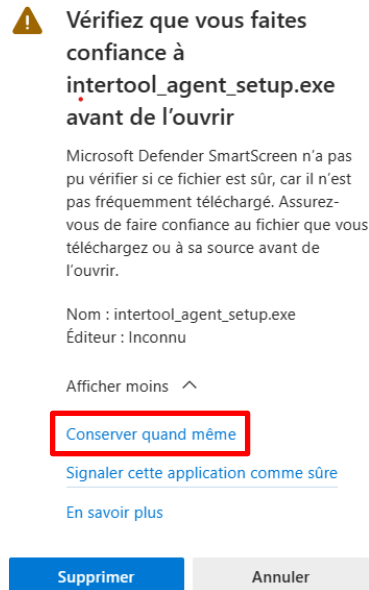 Vérifiez que vous faites
confiance à
intertool_agent_setup.exe
avant de l’ouvrir
Microsoft Defender SmartScreen n’a pas
pu vérifier si ce fichier est sûr, car il n’est
pas fréquemment téléchargé. Assurez-
vous de faire confiance au fichier que vous
téléchargez ou à sa source avant de
l’ouvrir.
Nom : intertool_agent_setup.exe
Éditeur : Inconnu
Afficher moins
Conserver quand même
Signaler cette application comme sûre
En savoir plus
Supprimer
Annuler